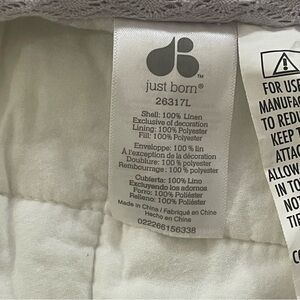 just born®
™
26317L
Shell: 100% Linen
Exclusive of decoration
Lining: 100% Polyester
Fill: 100% Polyester
Enveloppe: 100 % lin
À l'exception de la décoration
Doublure: 100 % polyester
Rembourrage : 100 % polyester
Cubierta: 100% Lino
Excluyendo los adornos
Forro: 100% Poliéster
Relleno: 100% Poliéster
Made in China / Fabriqué en Chine
Hecho en China
022266156338
FOR USE
MANUFA
TO REDU
KEEP
ATTAC
ALLOW
IN TO
NOT
TIE